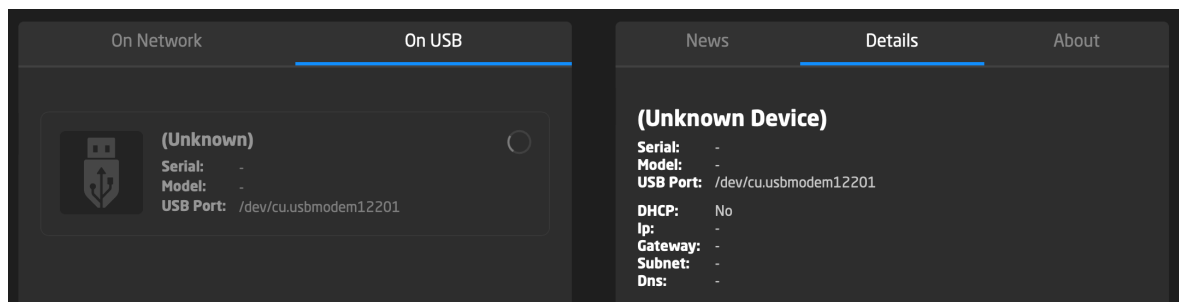 On Network On USB
(Unknown)
Serial: -
Model: -
USB Port: /dev/cu.usbmodem12201
News Details About
(Unknown Device)
Serial: -
Model: -
USB Port: /dev/cu.usbmodem12201
DHCP: No
Ip: -
Gateway: -
Subnet: -
Dns: -